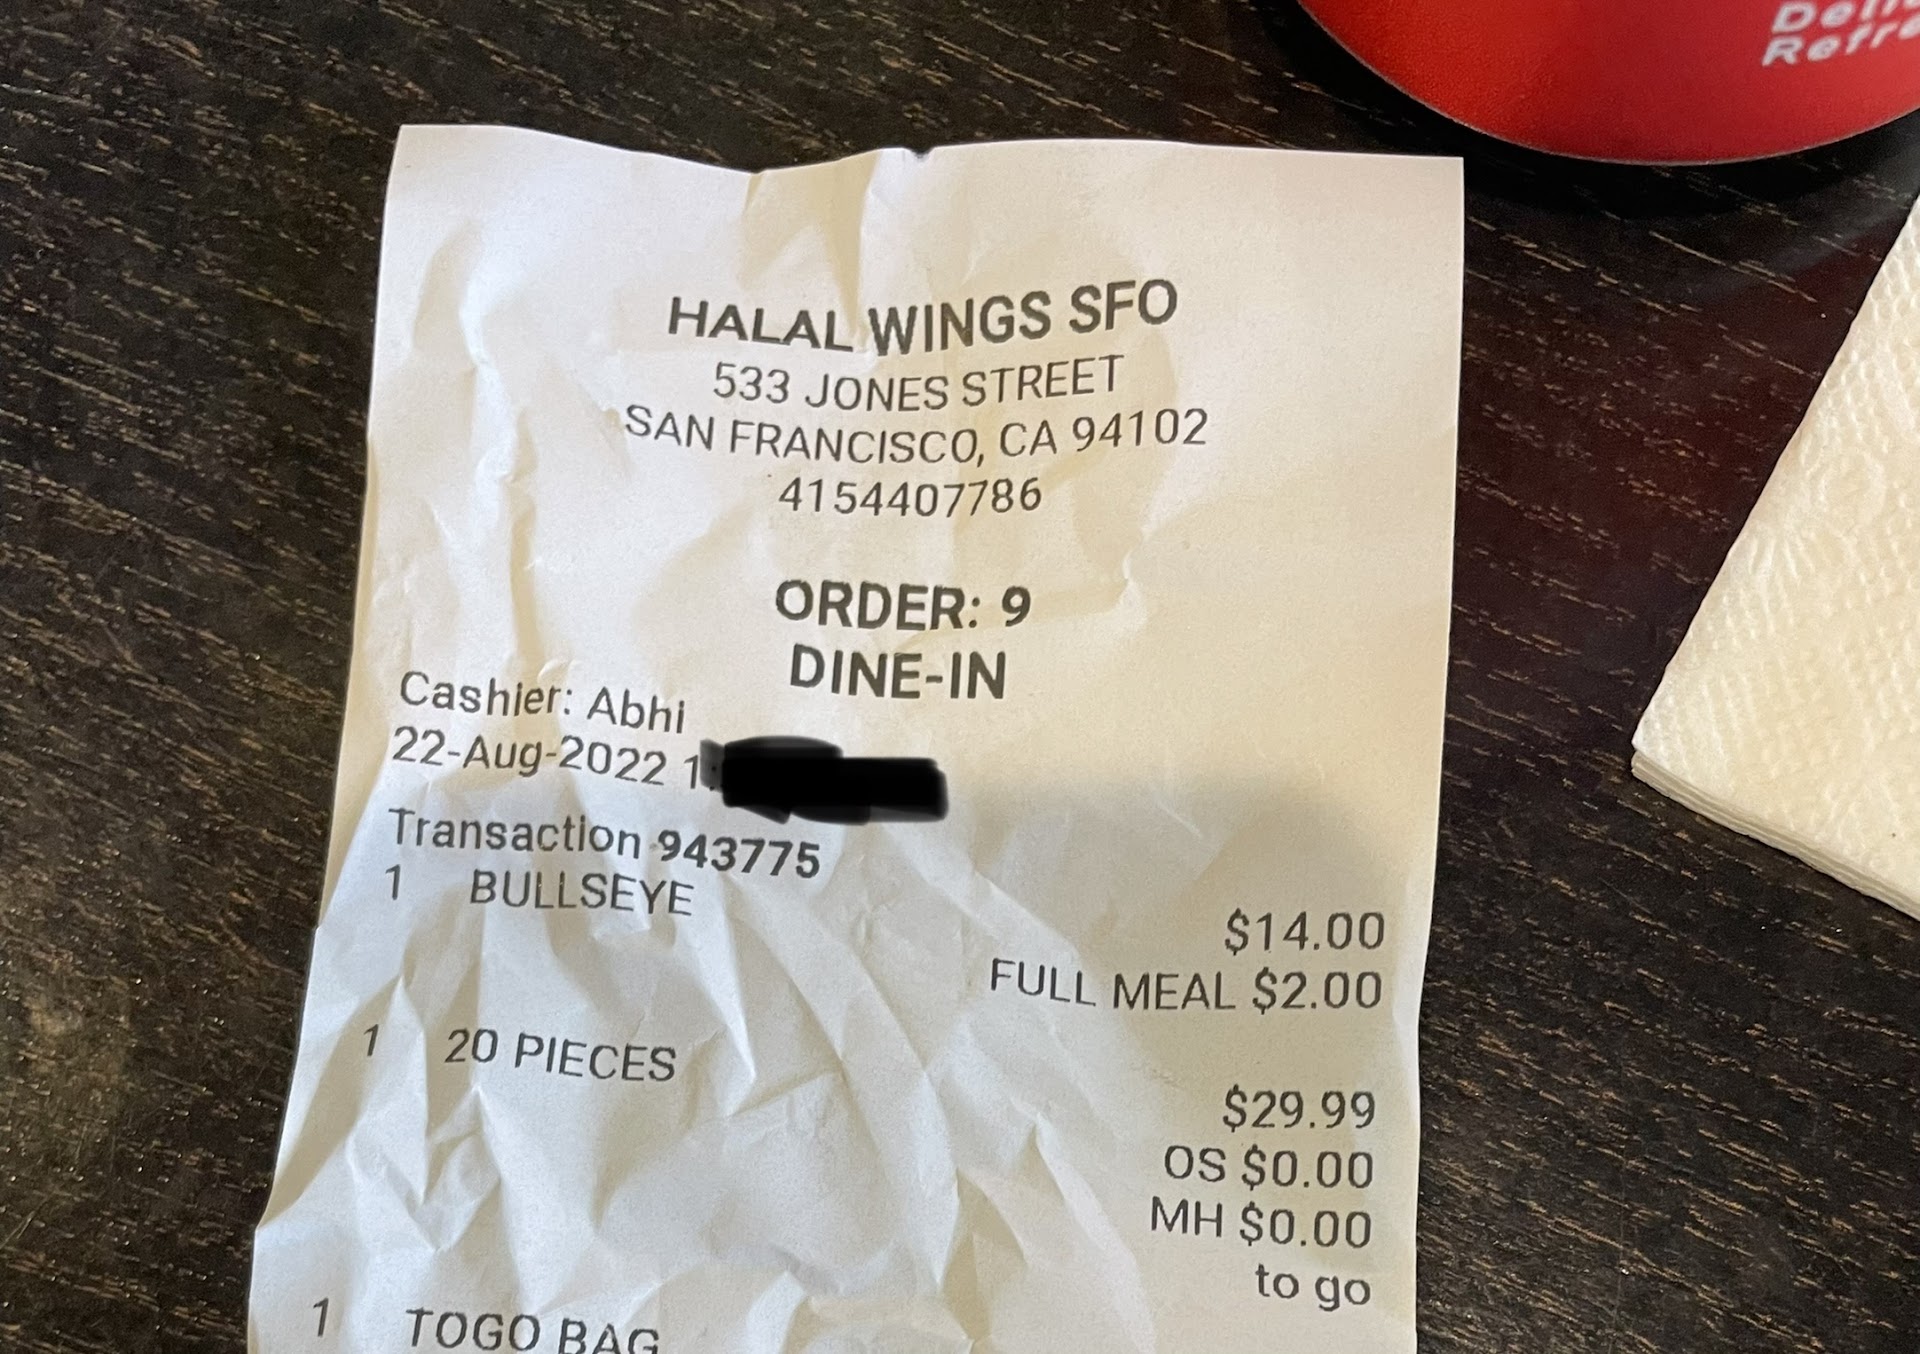 HALAL WINGS SFO
533 JONES STREET
SAN FRANCISCO, CA 94102
4154407786
ORDER: 9
DINE-IN
Cashier: Abhi
22-Aug-2022 1
Transaction 943775
1 BULLSEYE
$14.00
FULL MEAL $2.00
1 20 PIECES
$29.99
OS $0.00
MH $0.00
to go
1 TOGO BAG